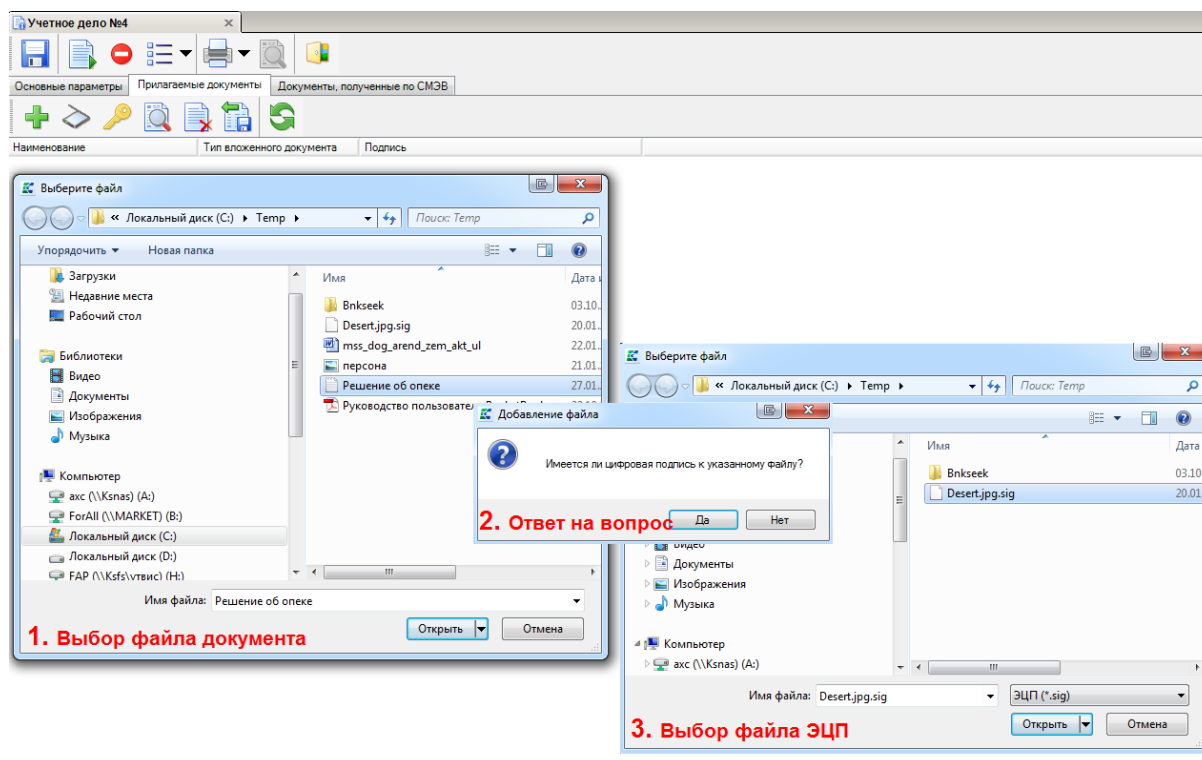 Учетное дело №4
Основные параметры Прилагаемые документы Документы, полученные по СМЭВ
Наименование Тип вложенного документа Подпись
Выберите файл
« Локальный диск (C:) Temp Поиск: Temp
Упорядочить Новая папка
Загрузки
Недавние места
Рабочий стол
Библиотеки
Видео
Документы
Изображения
Музыка
Компьютер
axc (\\Ksnas) (A:)
ForAll (\\MARKET) (B:)
Локальный диск (C:)
Локальный диск (D:)
FAP (\\Ksfs\утвис) (H:)
Имя Дата
Bnkseek 03.10.
Desert.jpg.sig 20.01.
mss_dog_arend_zem_akt_ul 22.01.
персона 21.01.
Решение об опеке 27.01.
Руководство пользовател
Имя файла: Решение об опеке
Открыть Отмена
1. Выбор файла документа
Добавление файла
Имеется ли цифровая подпись к указанному файлу?
Да Нет
2. Ответ на вопрос
Выберите файл
« Локальный диск (C:) Temp Поиск: Temp
Имя Дата
Bnkseek 03.10
Desert.jpg.sig 20.01
Видео
Документы
Изображения
Музыка
Компьютер
axc (\\Ksnas) (A:)
Имя файла: Desert.jpg.sig ЭЦП (*.sig)
Открыть Отмена
3. Выбор файла ЭЦП